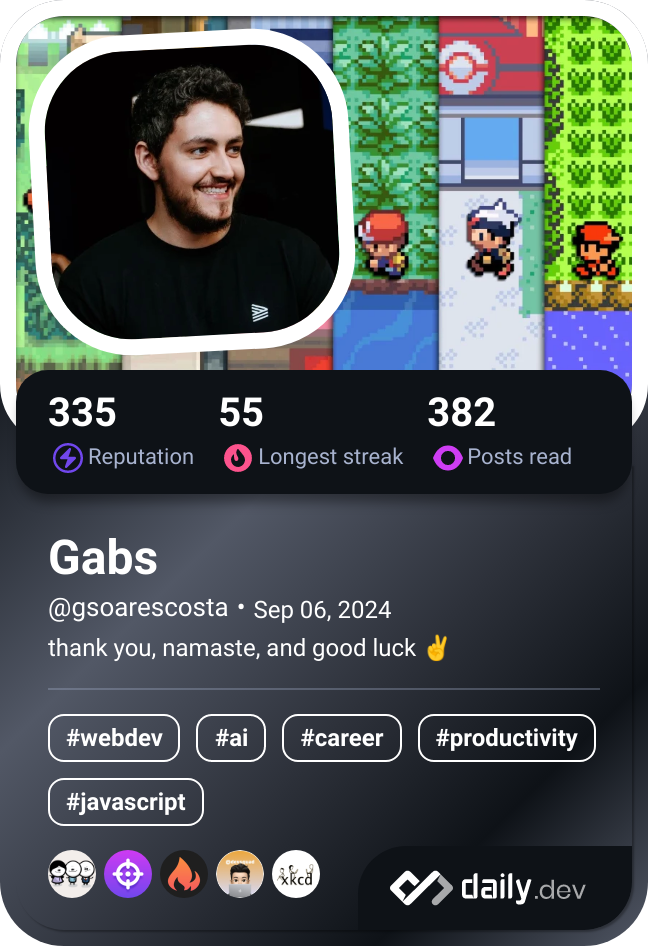 335 55 382
Reputation Longest streak Posts read
Gabs
@gsoarescosta • Sep 06, 2024
thank you, namaste, and good luck ✌️
#webdev #ai #career #productivity
#javascript
xkcd
daily.dev